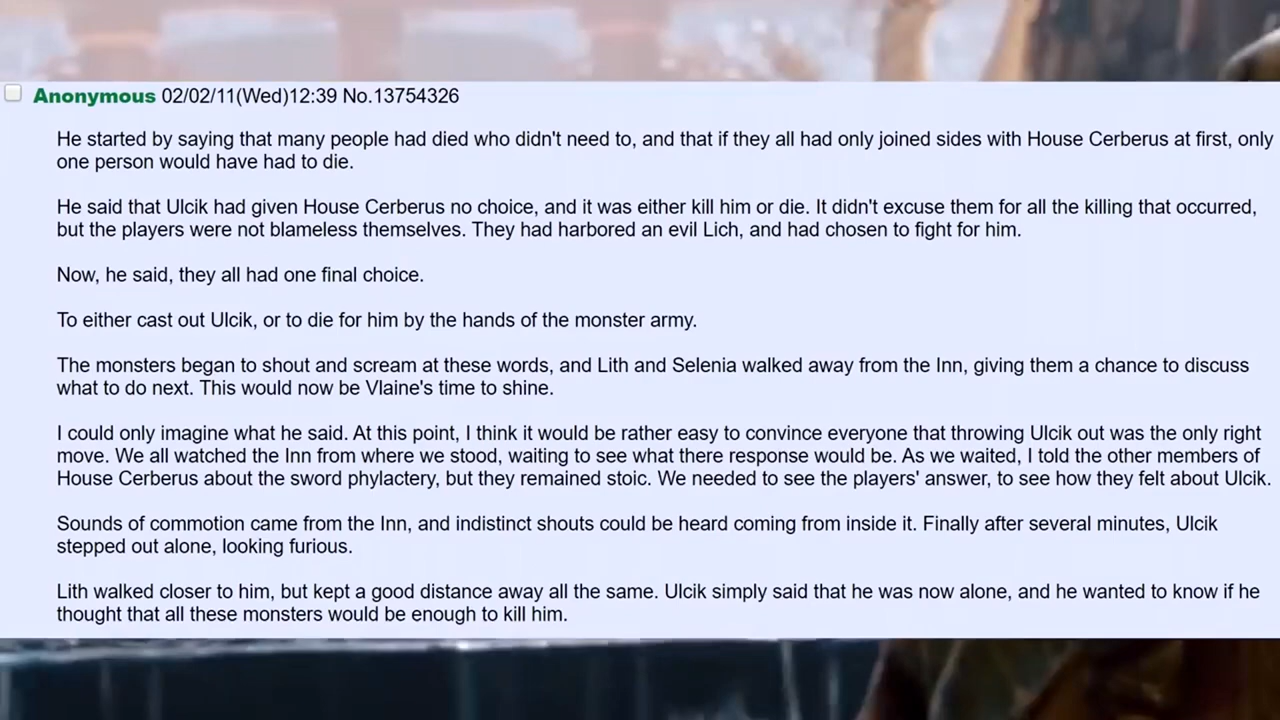 Anonymous 02/02/11(Wed)12:39 No.13754326
He started by saying that many people had died who didn't need to, and that if they all had only joined sides with House Cerberus at first, only
one person would have had to die.
He said that Ulcik had given House Cerberus no choice, and it was either kill him or die. It didn't excuse them for all the killing that occurred,
but the players were not blameless themselves. They had harbored an evil Lich, and had chosen to fight for him.
Now, he said, they all had one final choice.
To either cast out Ulcik, or to die for him by the hands of the monster army.
The monsters began to shout and scream at these words, and Lith and Selenia walked away from the Inn, giving them a chance to discuss
what to do next. This would now be Vlaine's time to shine.
I could only imagine what he said. At this point, I think it would be rather easy to convince everyone that throwing Ulcik out was the only right
move. We all watched the Inn from where we stood, waiting to see what there response would be. As we waited, I told the other members of
House Cerberus about the sword phylactery, but they remained stoic. We needed to see the players' answer, to see how they felt about Ulcik.
Sounds of commotion came from the Inn, and indistinct shouts could be heard coming from inside it. Finally after several minutes, Ulcik
stepped out alone, looking furious.
Lith walked closer to him, but kept a good distance away all the same. Ulcik simply said that he was now alone, and he wanted to know if he
thought that all these monsters would be enough to kill him.